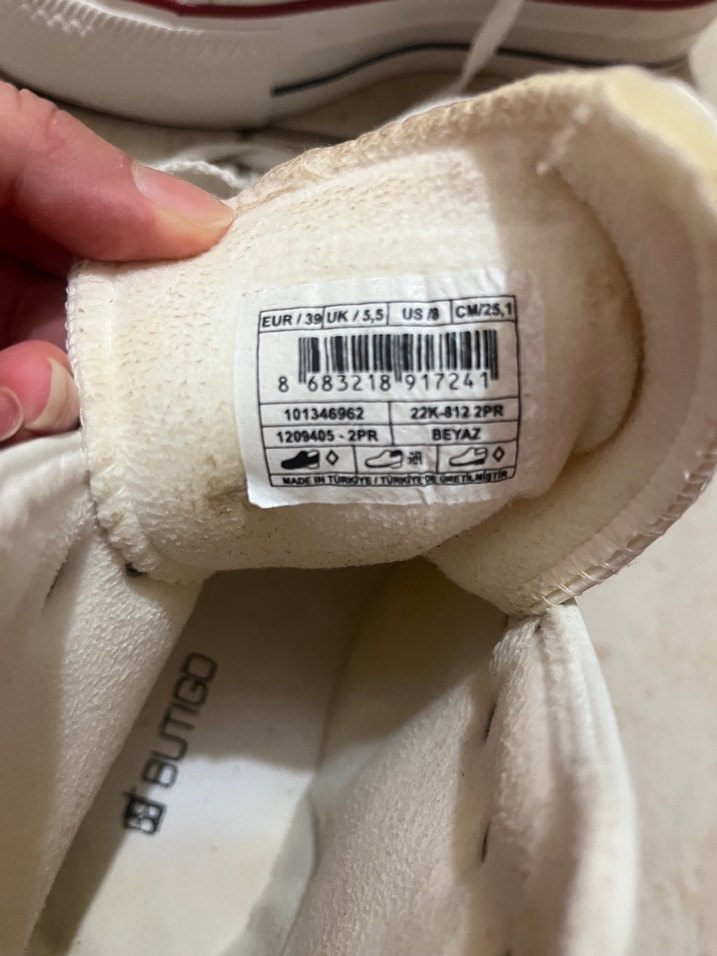 EUR / 39 UK / 5,5 US /8 CM/25,1
8 683218 917241
101346962 22K-812 2PR
1209405 - 2PR BEYAZ
MADE IN TÜRKİYE / TÜRKİYE'DE ÜRETİLMİŞTİR
BUTIGO